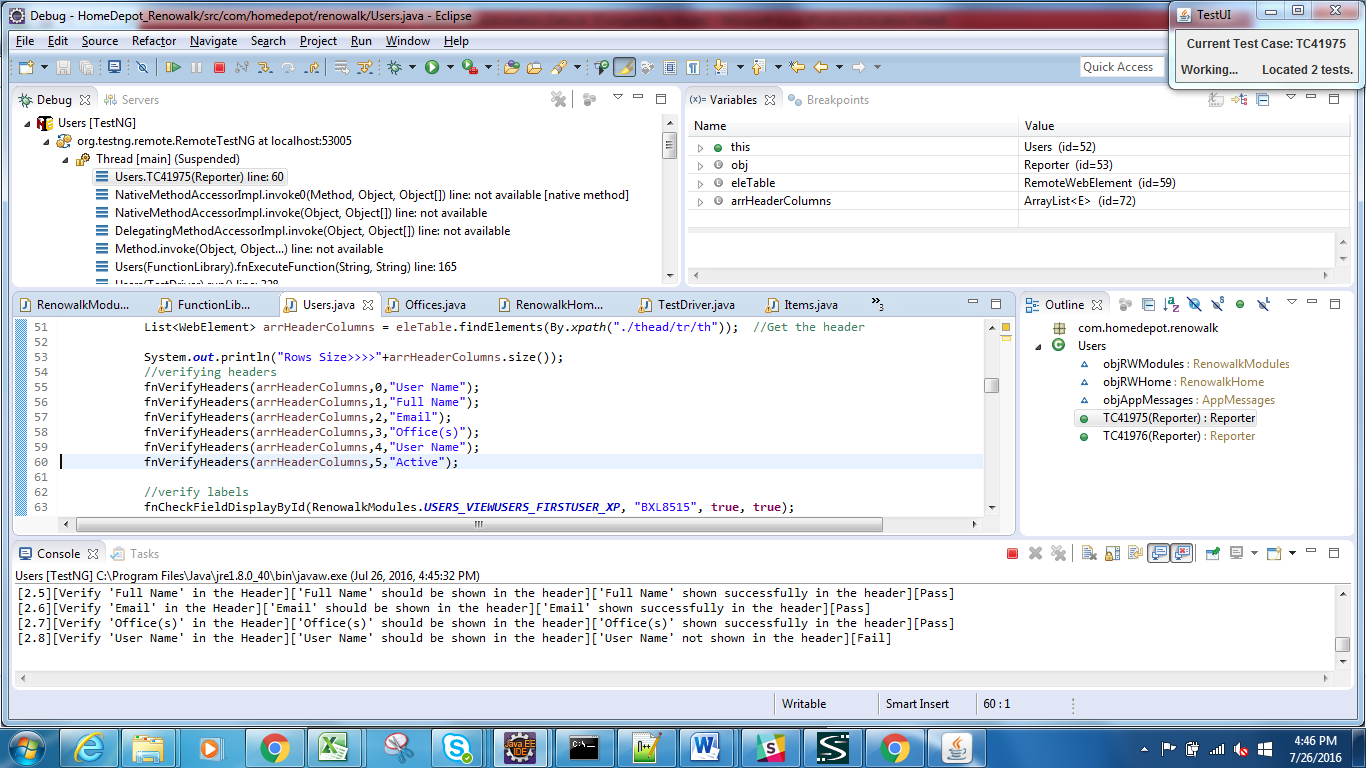 Debug - HomeDepot_Renowalk/src/com/homedepot/renowalk/Users.java - Eclipse
TestUI
Current Test Case: TC41975
Working... Located 2 tests.
File Edit Source Refactor Navigate Search Project Run Window Help
Quick Access
Debug Servers
Users [TestNG]
org.testng.remote.RemoteTestNG at localhost:53005
Thread [main] (Suspended)
Users.TC41975(Reporter) line: 60
NativeMethodAccessorImpl.invoke0(Method, Object, Object[]) line: not available [native method]
NativeMethodAccessorImpl.invoke(Object, Object[]) line: not available
DelegatingMethodAccessorImpl.invoke(Object, Object[]) line: not available
Method.invoke(Object, Object...) line: not available
Users(FunctionLibrary).fnExecuteFunction(String, String) line: 165
Users(TestDriver).run() line: 328
(x)= Variables Breakpoints
Name Value
this Users (id=52)
obj Reporter (id=53)
eleTable RemoteWebElement (id=59)
arrHeaderColumns ArrayList<E> (id=72)
RenowalkModu... FunctionLib... Users.java Offices.java RenowalkHom... TestDriver.java Items.java »3
51 List<WebElement> arrHeaderColumns = eleTable.findElements(By.xpath("./thead/tr/th")); //Get the header
52
53 System.out.println("Rows Size>>>>"+arrHeaderColumns.size());
54 //verifying headers
55 fnVerifyHeaders(arrHeaderColumns,0,"User Name");
56 fnVerifyHeaders(arrHeaderColumns,1,"Full Name");
57 fnVerifyHeaders(arrHeaderColumns,2,"Email");
58 fnVerifyHeaders(arrHeaderColumns,3,"Office(s)");
59 fnVerifyHeaders(arrHeaderColumns,4,"User Name");
60 fnVerifyHeaders(arrHeaderColumns,5,"Active");
61
62 //verify labels
63 fnCheckFieldDisplayById(RenowalkModules.USERS_VIEWUSERS_FIRSTUSER_XP, "BXL8515", true, true);
Outline
com.homedepot.renowalk
Users
objRWModules : RenowalkModules
objRWHome : RenowalkHome
objAppMessages : AppMessages
TC41975(Reporter) : Reporter
TC41976(Reporter) : Reporter
Console Tasks
Users [TestNG] C:\Program Files\Java\jre1.8.0_40\bin\javaw.exe (Jul 26, 2016, 4:45:32 PM)
[2.5][Verify 'Full Name' in the Header]['Full Name' should be shown in the header]['Full Name' shown successfully in the header][Pass]
[2.6][Verify 'Email' in the Header]['Email' should be shown in the header]['Email' shown successfully in the header][Pass]
[2.7][Verify 'Office(s)' in the Header]['Office(s)' should be shown in the header]['Office(s)' shown successfully in the header][Pass]
[2.8][Verify 'User Name' in the Header]['User Name' should be shown in the header]['User Name' not shown in the header][Fail]
Writable Smart Insert 60 : 1
Java EE
IDE
4:46 PM
7/26/2016